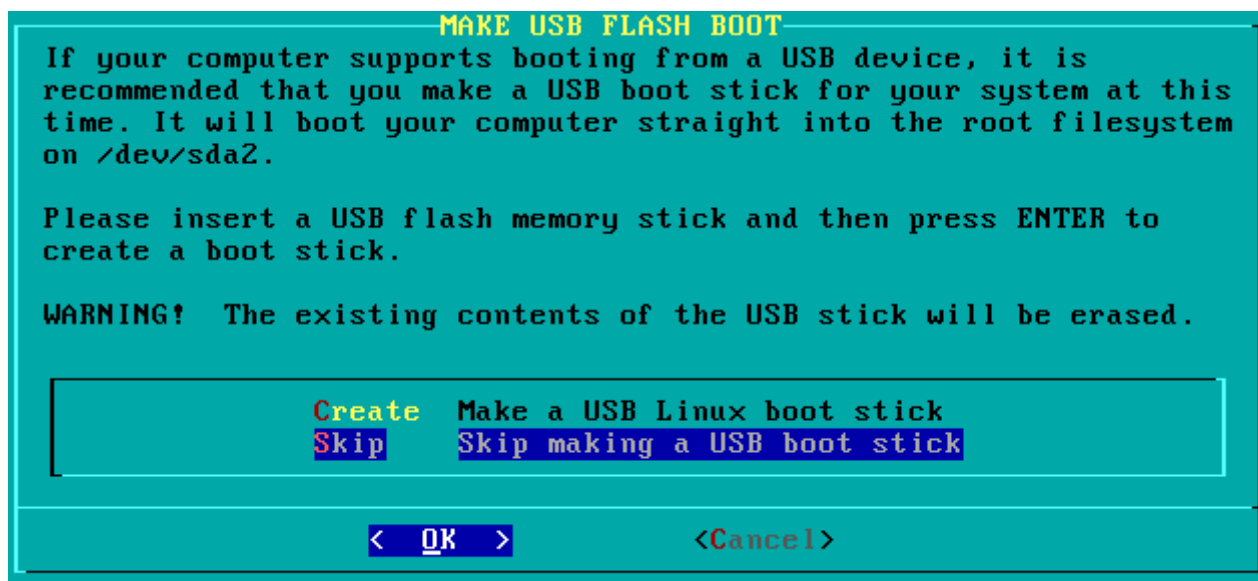 MAKE USB FLASH BOOT
If your computer supports booting from a USB device, it is
recommended that you make a USB boot stick for your system at this
time. It will boot your computer straight into the root filesystem
on /dev/sda2.
Please insert a USB flash memory stick and then press ENTER to
create a boot stick.
WARNING!  The existing contents of the USB stick will be erased.
Create  Make a USB Linux boot stick
Skip    Skip making a USB boot stick
<  OK  >          <Cancel>